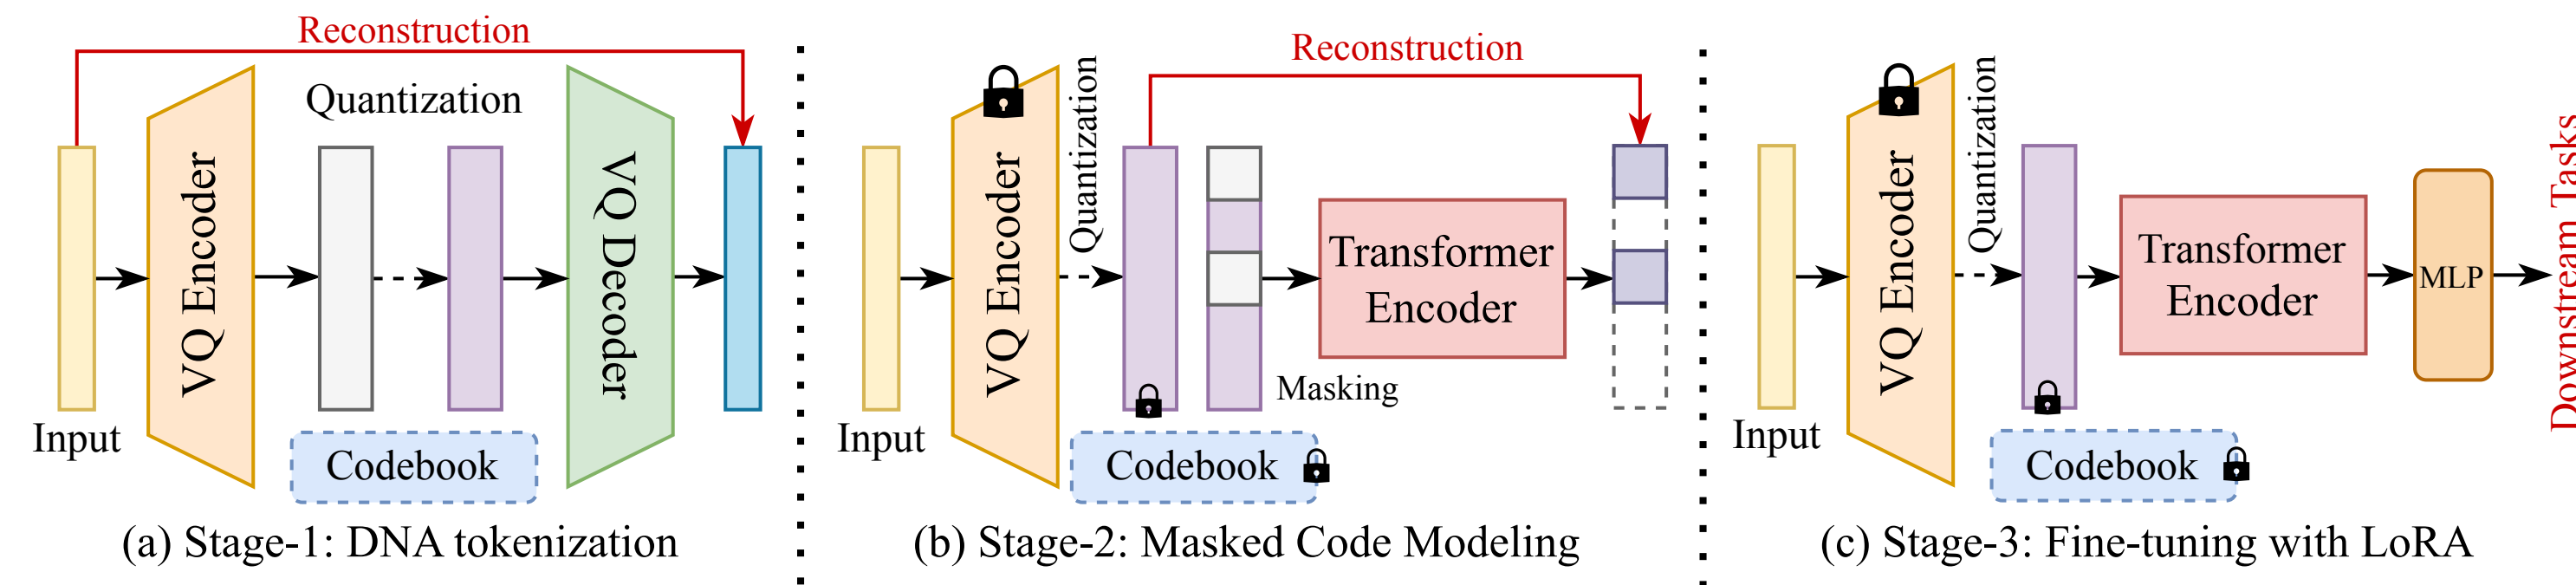 Reconstruction
Quantization
VQ Encoder
VQ Decoder
Input
Codebook
(a) Stage-1: DNA tokenization
Reconstruction
Quantization
VQ Encoder
Transformer
Encoder
Masking
Input
Codebook
(b) Stage-2: Masked Code Modeling
Quantization
VQ Encoder
Transformer
Encoder
MLP
Downstream Tasks
Input
Codebook
(c) Stage-3: Fine-tuning with LoRA